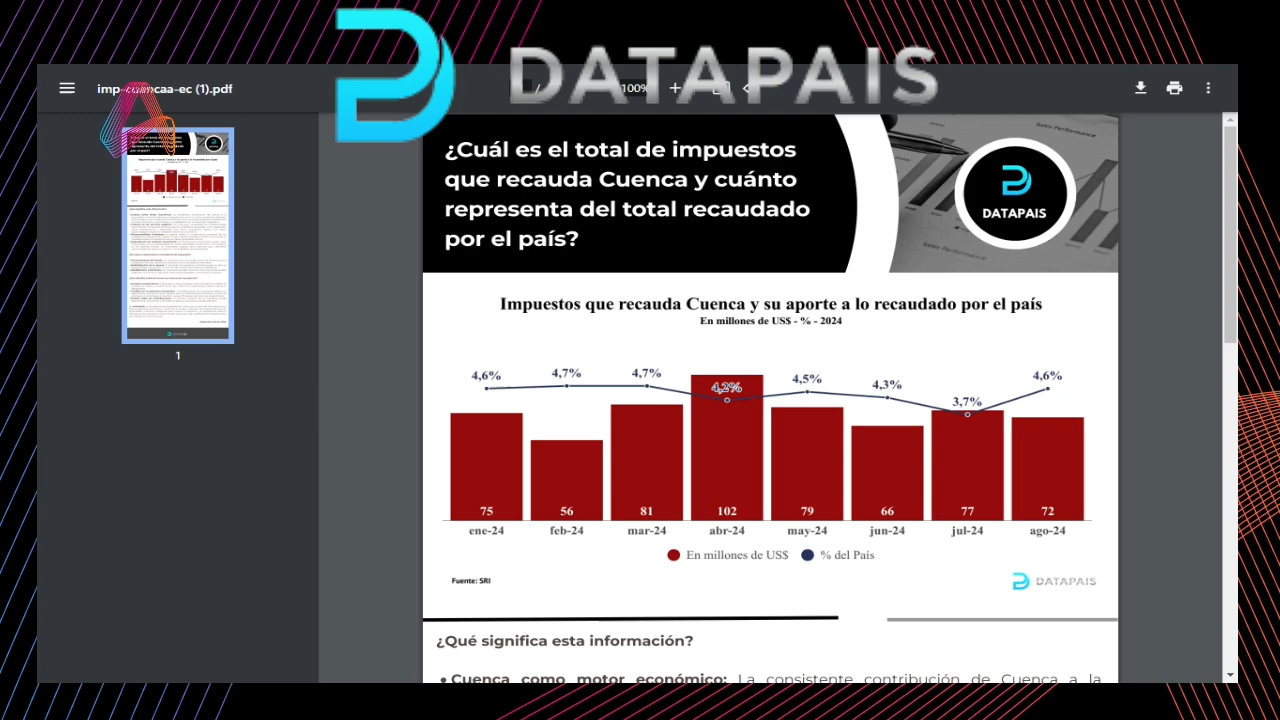 DATAPAIS
imp-cuencaa-ec (1).pdf
/
100%
¿Cuál es el total de impuestos
que recauda Cuenca y cuánto
representa del total recaudado
por el país?
Sales Performance
DATAPAIS
Impuestos que recauda Cuenca y su aporte a lo recaudado por el país
En millones de US$ - % - 2024
4,6% 4,7% 4,7% 4,2% 4,5% 4,3% 3,7% 4,6%
75 56 81 102 79 66 77 72
ene-24 feb-24 mar-24 abr-24 may-24 jun-24 jul-24 ago-24
En millones de US$ % del País
Fuente: SRI
DATAPAIS
1
¿Qué significa esta información?
• Cuenca como motor económico: La consistente contribución de Cuenca a la